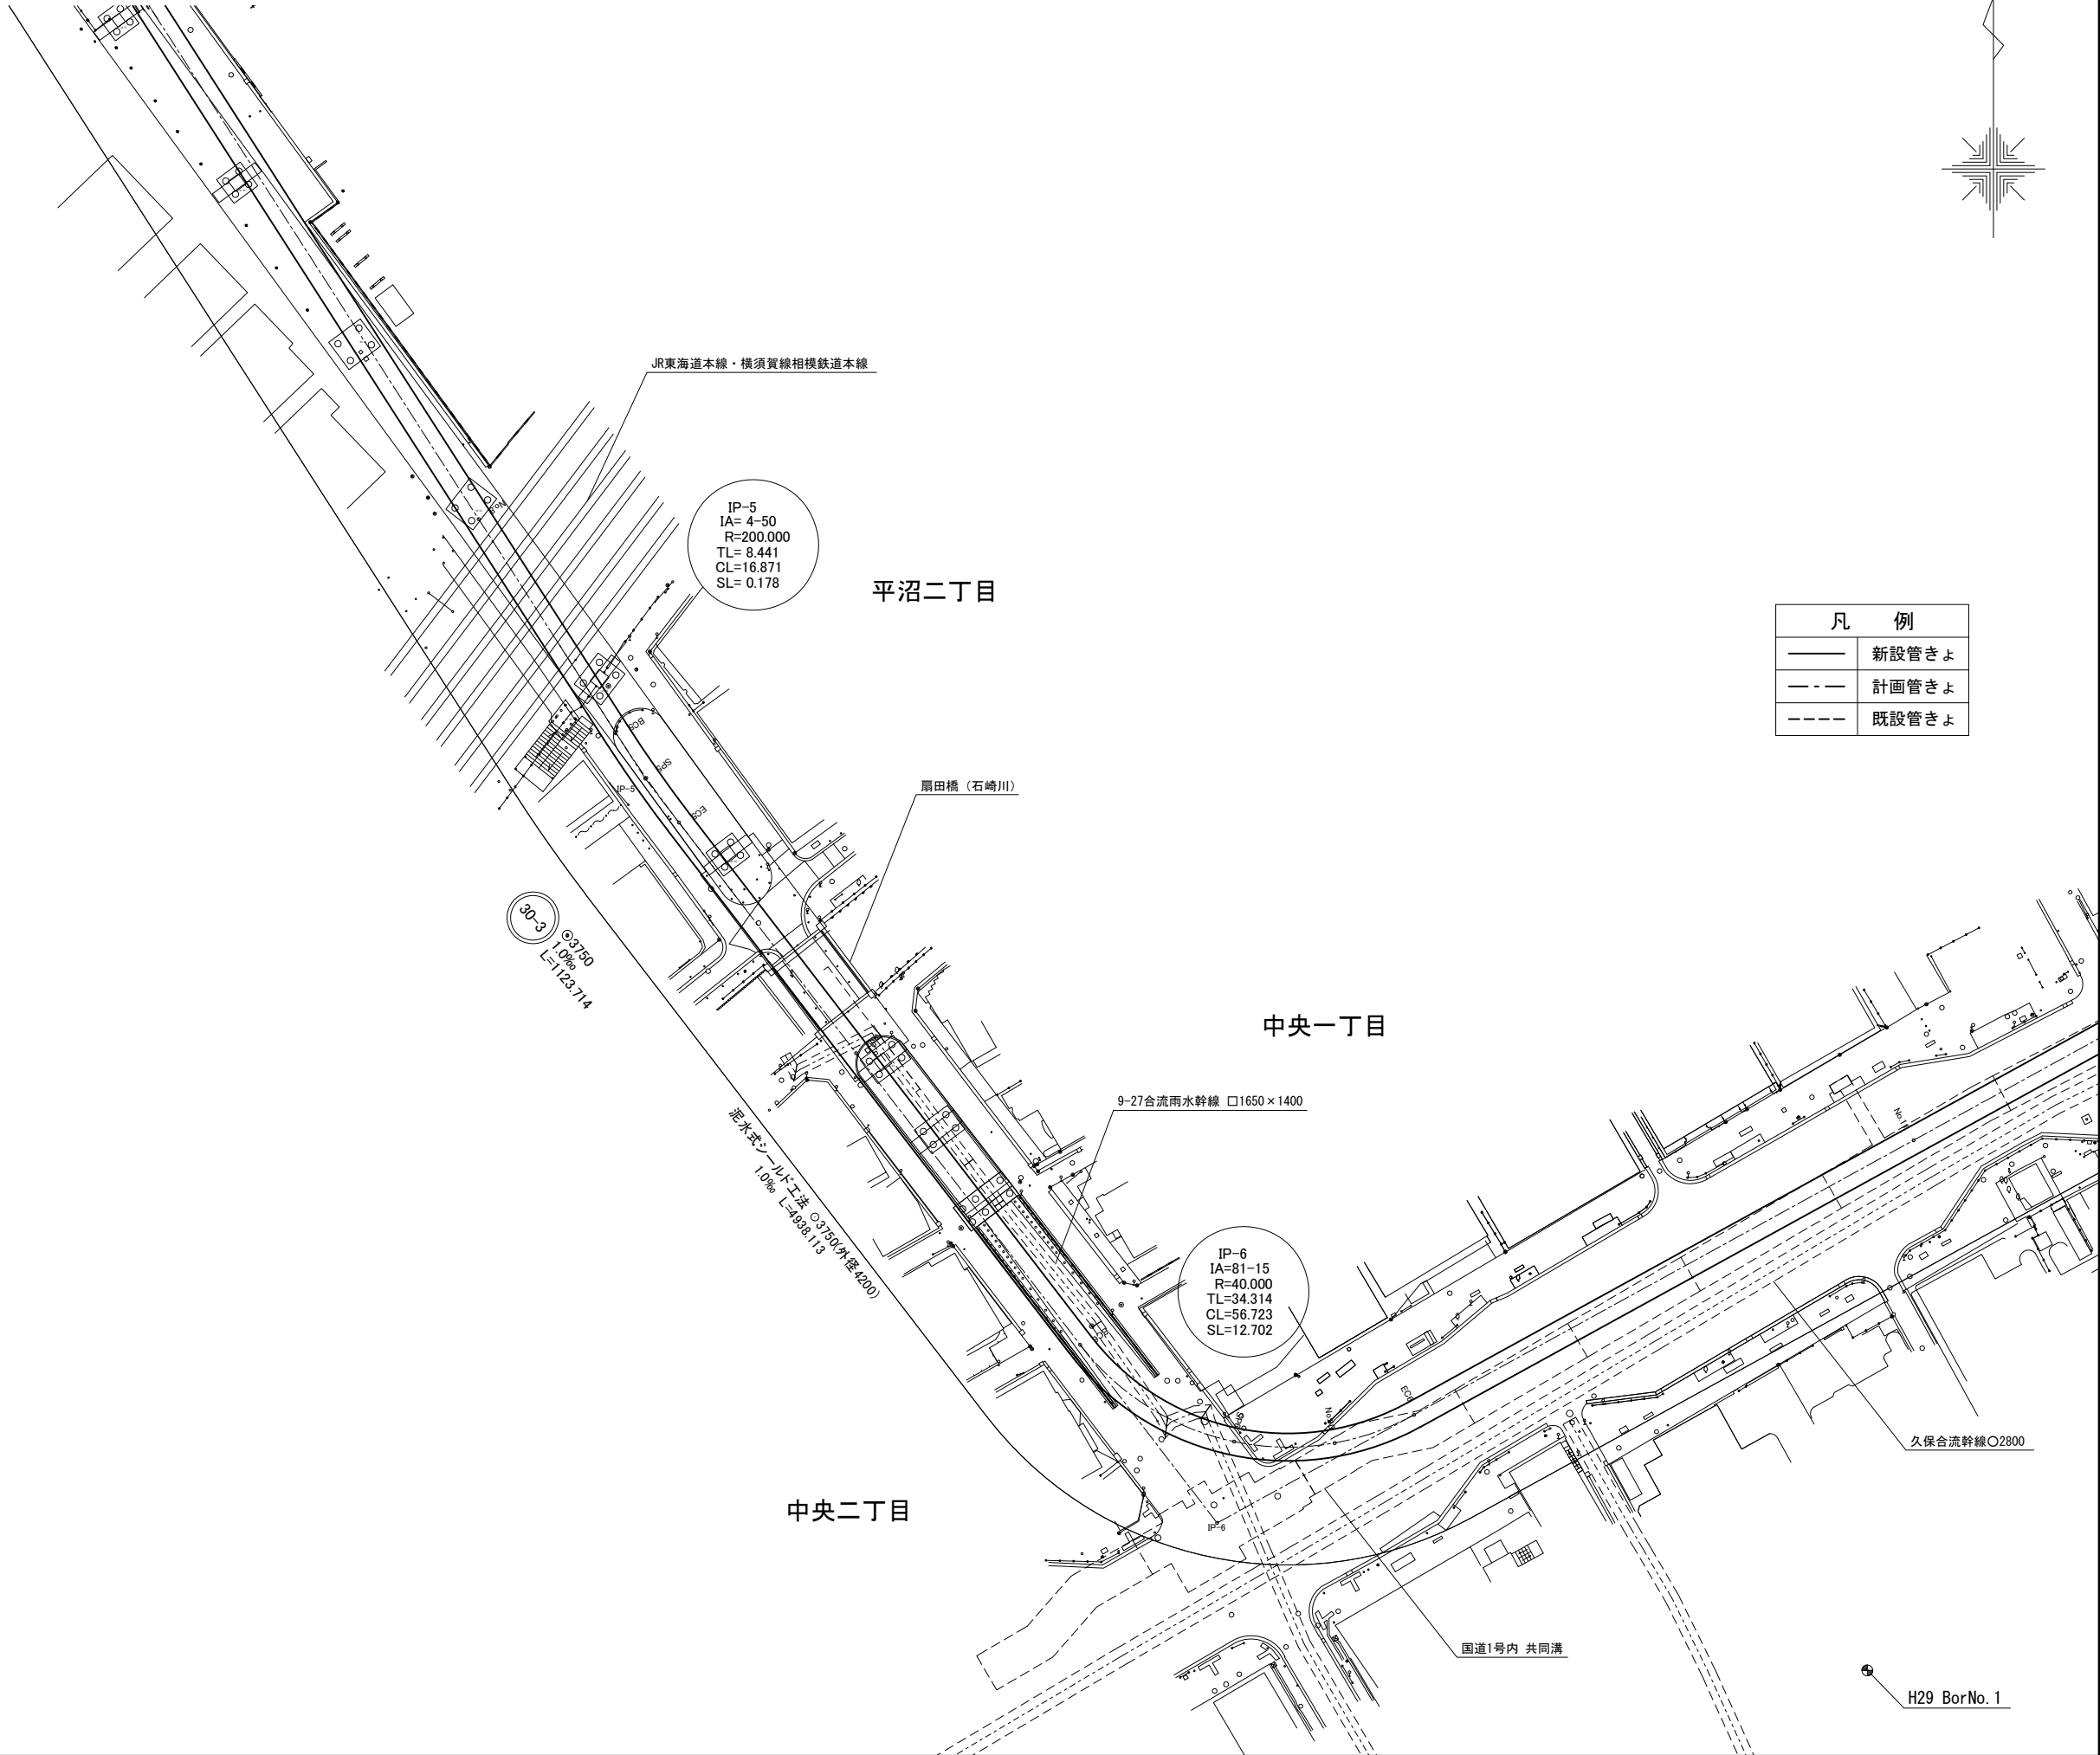 JR東海道本線・横須賀線相模鉄道本線
IP-5
IA= 4-50
R=200.000
TL= 8.441
CL=16.871
SL= 0.178
平沼二丁目
凡 例
新設管きょ
計画管きょ
既設管きょ
BC5
SP5
IP-5
EC5
扇田橋（石崎川）
30-3
⦿3750
1.0‰
L=1123.714
中央一丁目
9-27合流雨水幹線 □1650×1400
泥水式シールド工法 ○3750(外径4200)
1.0‰ L=4938.113
IP-6
IA=81-15
R=40.000
TL=34.314
CL=56.723
SL=12.702
久保合流幹線○2800
中央二丁目
IP-6
国道1号内 共同溝
H29 BorNo.1